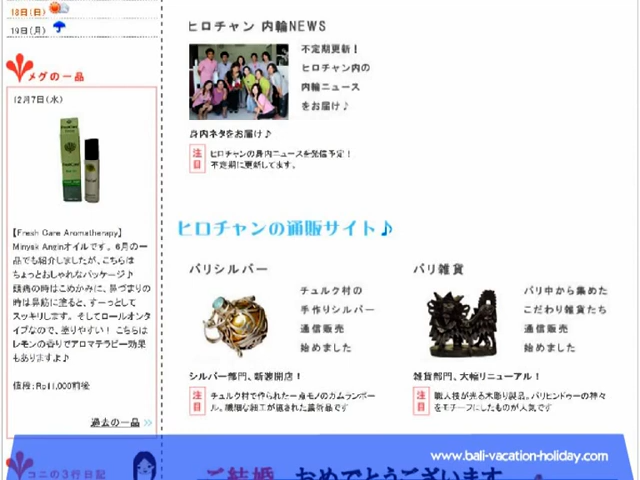 18日(日)
19日(月)
メグの一品
12月7日(水)
【Fresh Care Aromatherapy】
Minyak Anginオイルです。6月の一
品でも紹介しましたが、こちらは
ちょっとおしゃれなパッケージ♪
頭痛の時はこめかみに、鼻づまりの
時は鼻筋に塗ると、すーっとして
スッキリします。そしてロールオンタ
イプなので、塗りやすい! こちらは
レモンの香りでアロマテラピー効果
もありますよ♪
値段:Rp11,000前後
過去の一品 >>
コニの3行日記
ヒロチャン 内輪NEWS
不定期更新!
ヒロチャン内の
内輪ニュース
をお届け♪
身内ネタをお届け♪
注目
ヒロチャンの身内ニュースを発信予定!
不定期に更新してます。
ヒロチャンの通販サイト♪
バリシルバー
チュルク村の
手作りシルバー
通信販売
始めました
シルバー部門、新装開店!
注目
チュルク村で作られた一点モノのガムランボー
ル。繊細な細工が施された芸術品です
バリ雑貨
バリ中から集めた
こだわり雑貨たち
通信販売
始めました
雑貨部門、大幅リニューアル!
注目
職人技が光る木彫り製品。バリヒンドゥーの神々
をモチーフにしたものが人気です
www.bali-vacation-holiday.com
ご結婚 おめでとうございます